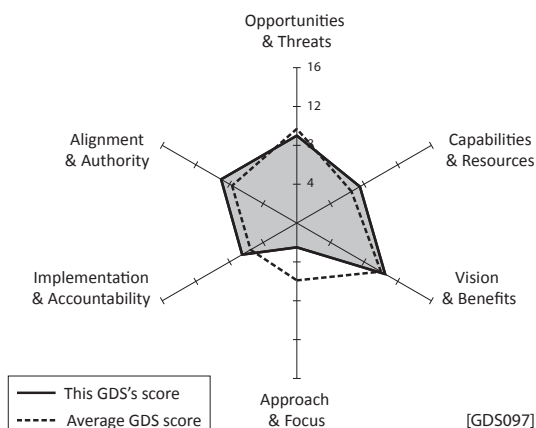 Opportunities
& Threats
16
12
8
4
Alignment
& Authority
Capabilities
& Resources
Implementation
& Accountability
Vision
& Benefits
This GDS's score
Average GDS score
Approach
& Focus
[GDS097]